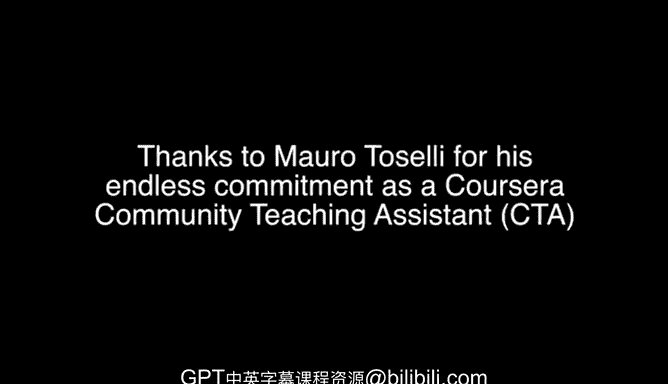 Thanks to Mauro Toselli for his
endless commitment as a Coursera
Community Teaching Assistant (CTA)
GPT中英字幕课程资源@bilibili.com